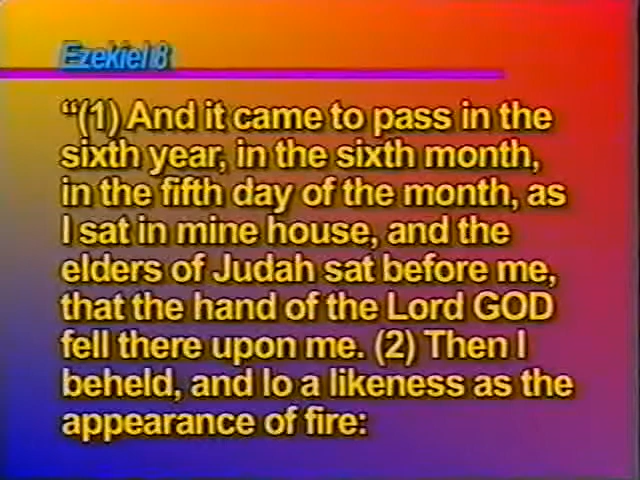 Ezekiel 8
“(1) And it came to pass in the
sixth year, in the sixth month,
in the fifth day of the month, as
I sat in mine house, and the
elders of Judah sat before me,
that the hand of the Lord GOD
fell there upon me. (2) Then I
beheld, and lo a likeness as the
appearance of fire: